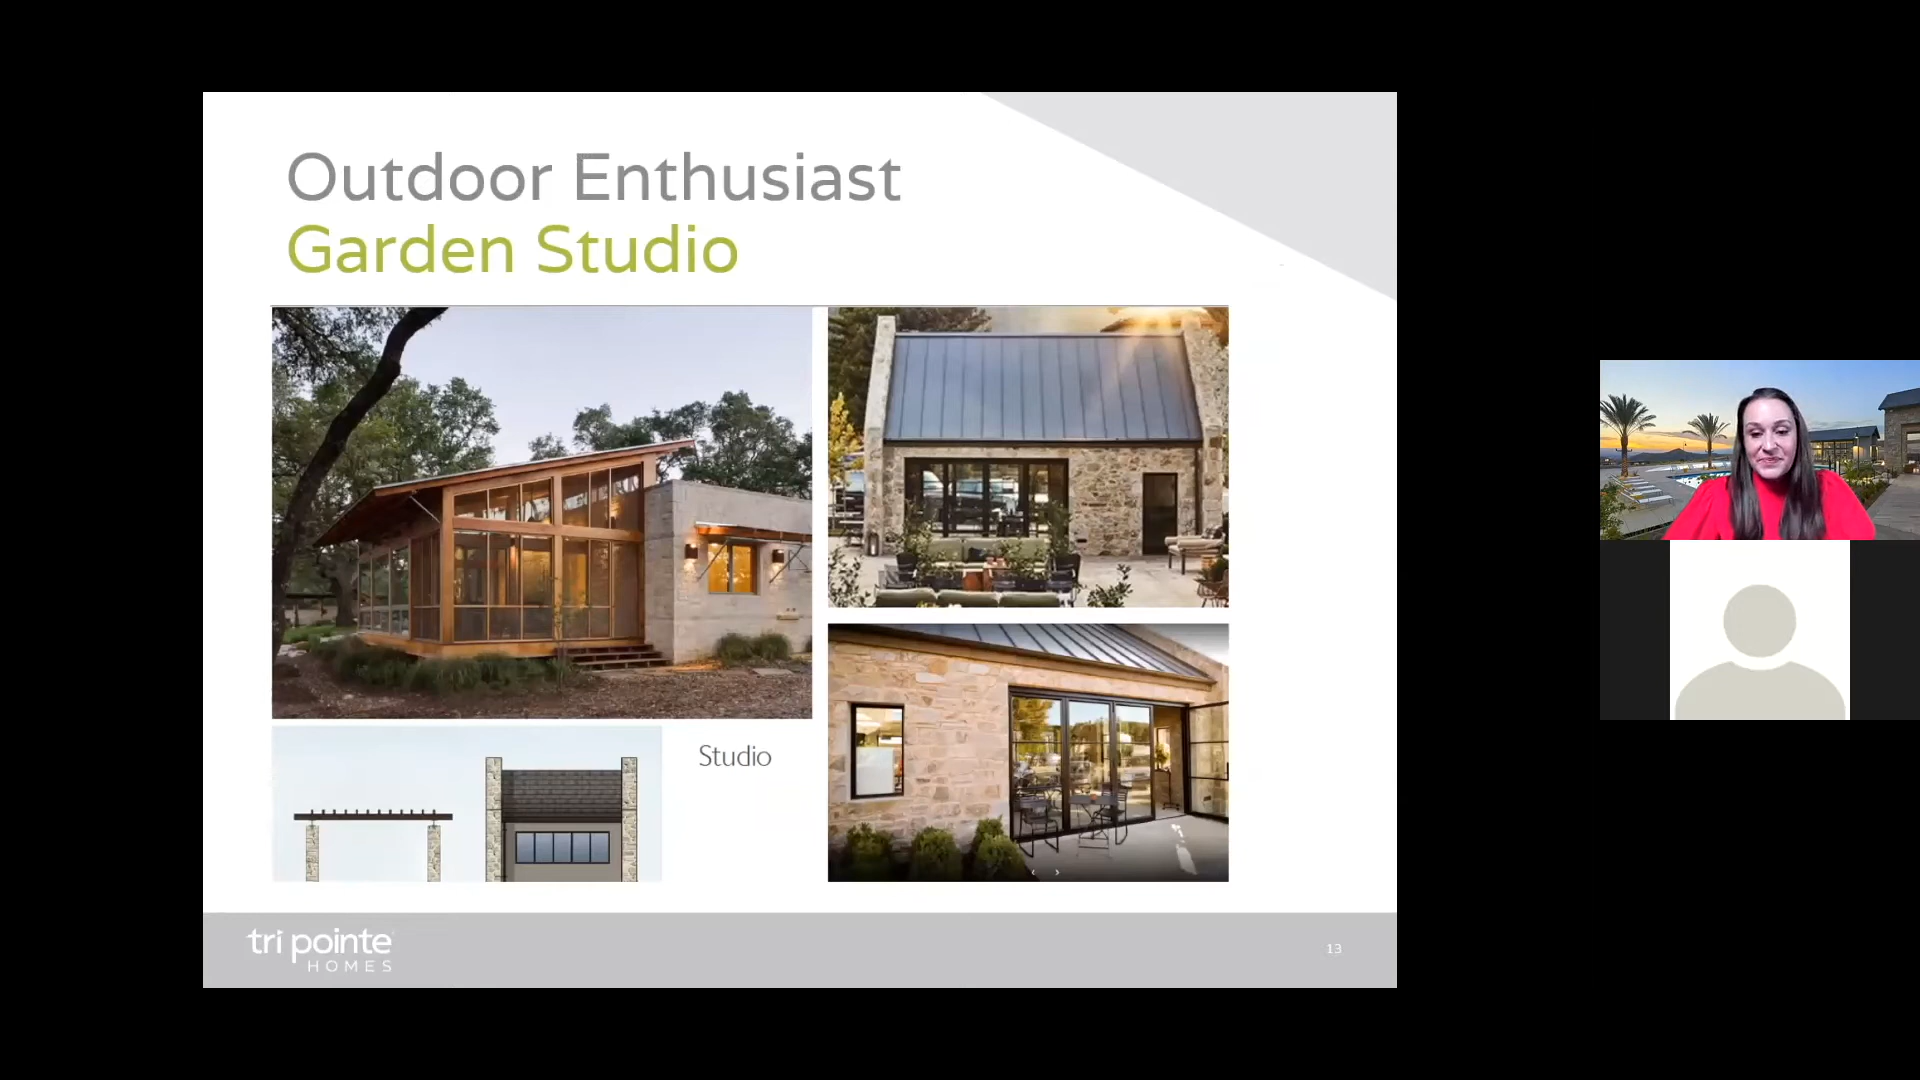 Outdoor Enthusiast
Garden Studio
Studio
tri pointe
HOMES
13